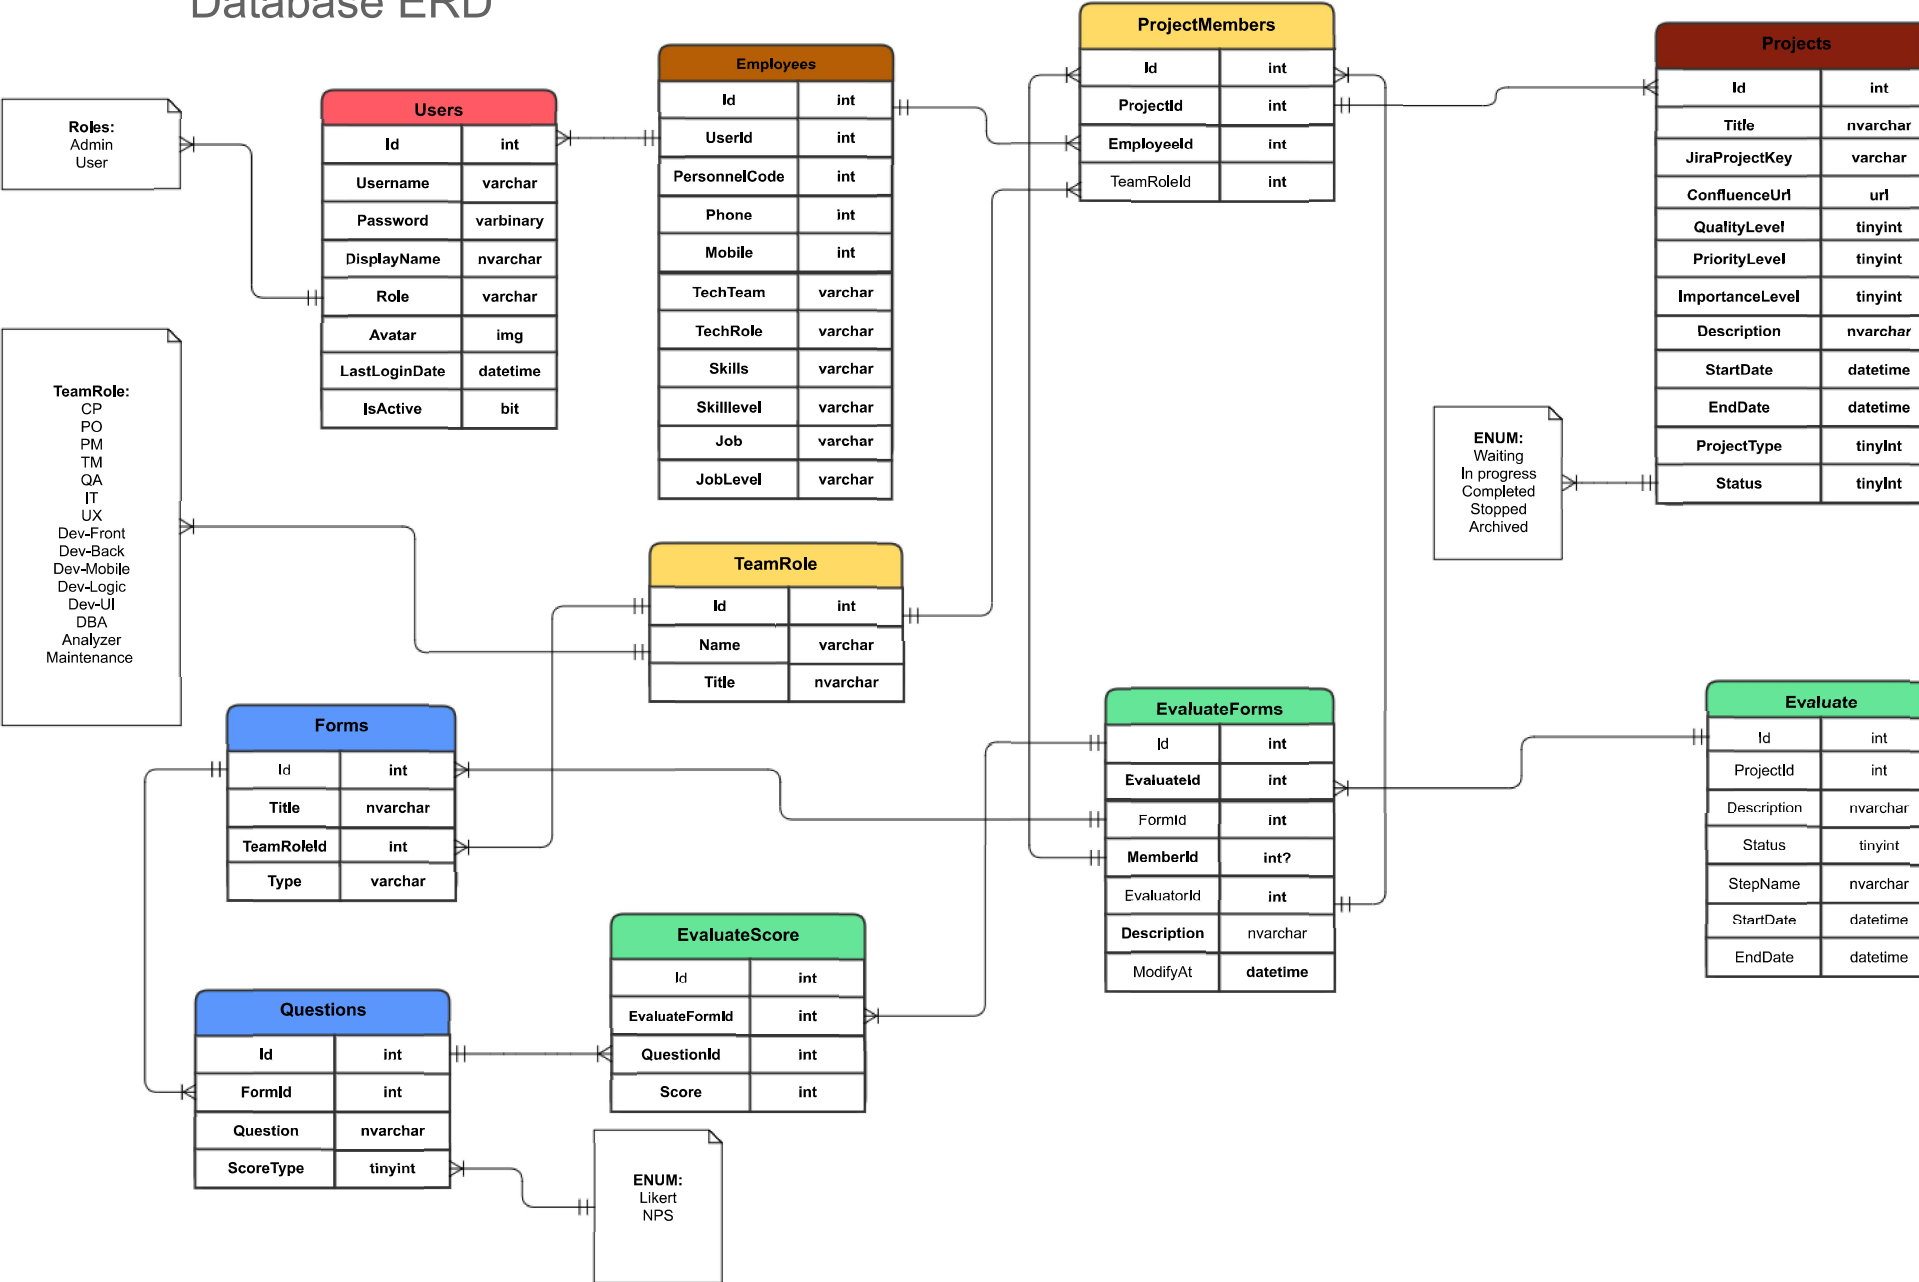 Database ERD
Roles:
Admin
User
Users
Id int
Username varchar
Password varbinary
DisplayName nvarchar
Role varchar
Avatar img
LastLoginDate datetime
IsActive bit
Employees
Id int
UserId int
PersonnelCode int
Phone int
Mobile int
TechTeam varchar
TechRole varchar
Skills varchar
Skilllevel varchar
Job varchar
JobLevel varchar
ProjectMembers
Id int
ProjectId int
EmployeeId int
TeamRoleId int
Projects
Id int
Title nvarchar
JiraProjectKey varchar
ConfluenceUrl url
QualityLevel tinyint
PriorityLevel tinyint
ImportanceLevel tinyint
Description nvarchar
StartDate datetime
EndDate datetime
ProjectType tinyInt
Status tinyInt
ENUM:
Waiting
In progress
Completed
Stopped
Archived
TeamRole:
CP
PO
PM
TM
QA
IT
UX
Dev-Front
Dev-Back
Dev-Mobile
Dev-Logic
Dev-UI
DBA
Analyzer
Maintenance
TeamRole
Id int
Name varchar
Title nvarchar
Forms
Id int
Title nvarchar
TeamRoleId int
Type varchar
EvaluateForms
Id int
EvaluateId int
FormId int
MemberId int?
EvaluatorId int
Description nvarchar
ModifyAt datetime
Evaluate
Id int
ProjectId int
Description nvarchar
Status tinyint
StepName nvarchar
StartDate datetime
EndDate datetime
EvaluateScore
Id int
EvaluateFormId int
QuestionId int
Score int
Questions
Id int
FormId int
Question nvarchar
ScoreType tinyint
ENUM:
Likert
NPS